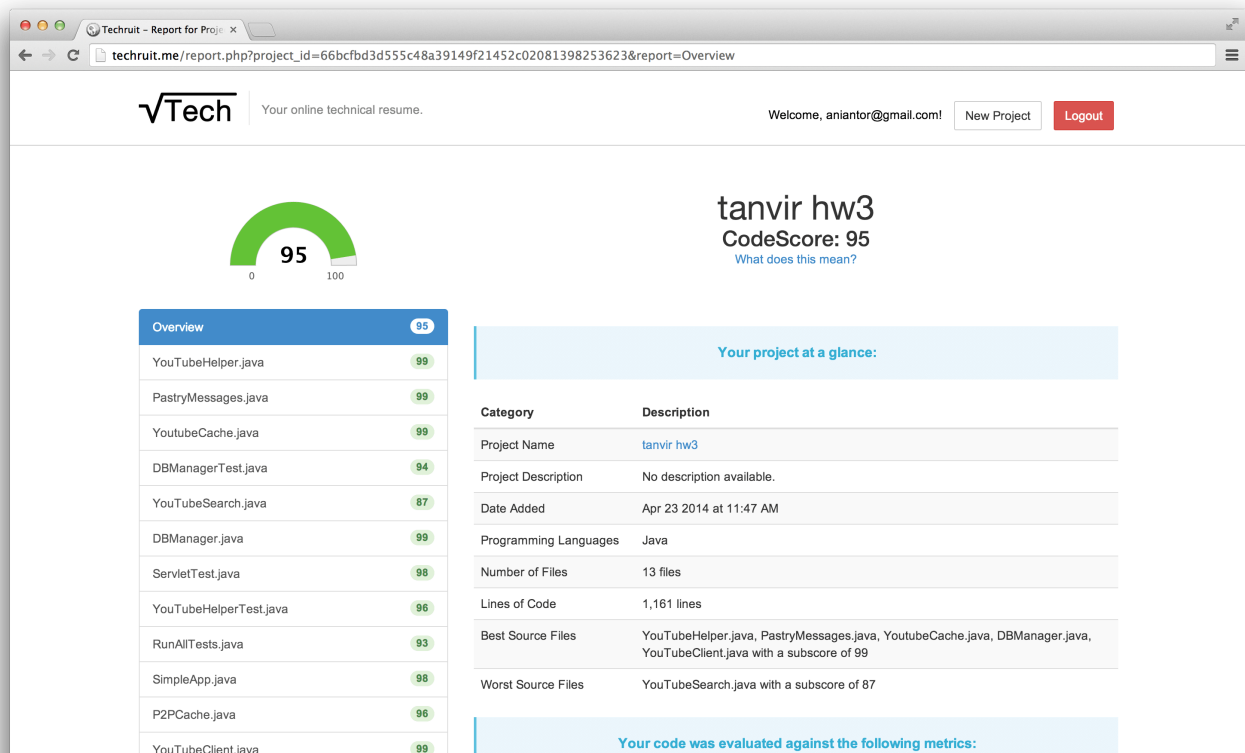 Techruit – Report for Proje
techruit.me/report.php?project_id=66bcfbd3d555c48a39149f21452c02081398253623&report=Overview
√Tech
Your online technical resume.
Welcome, aniantor@gmail.com!
New Project
Logout
95
0
100
tanvir hw3
CodeScore: 95
What does this mean?
Overview 95
YouTubeHelper.java 99
PastryMessages.java 99
YoutubeCache.java 99
DBManagerTest.java 94
YouTubeSearch.java 87
DBManager.java 99
ServletTest.java 98
YouTubeHelperTest.java 96
RunAllTests.java 93
SimpleApp.java 98
P2PCache.java 96
YouTubeClient.java 99
Your project at a glance:
Category Description
Project Name tanvir hw3
Project Description No description available.
Date Added Apr 23 2014 at 11:47 AM
Programming Languages Java
Number of Files 13 files
Lines of Code 1,161 lines
Best Source Files YouTubeHelper.java, PastryMessages.java, YoutubeCache.java, DBManager.java,
YouTubeClient.java with a subscore of 99
Worst Source Files YouTubeSearch.java with a subscore of 87
Your code was evaluated against the following metrics: